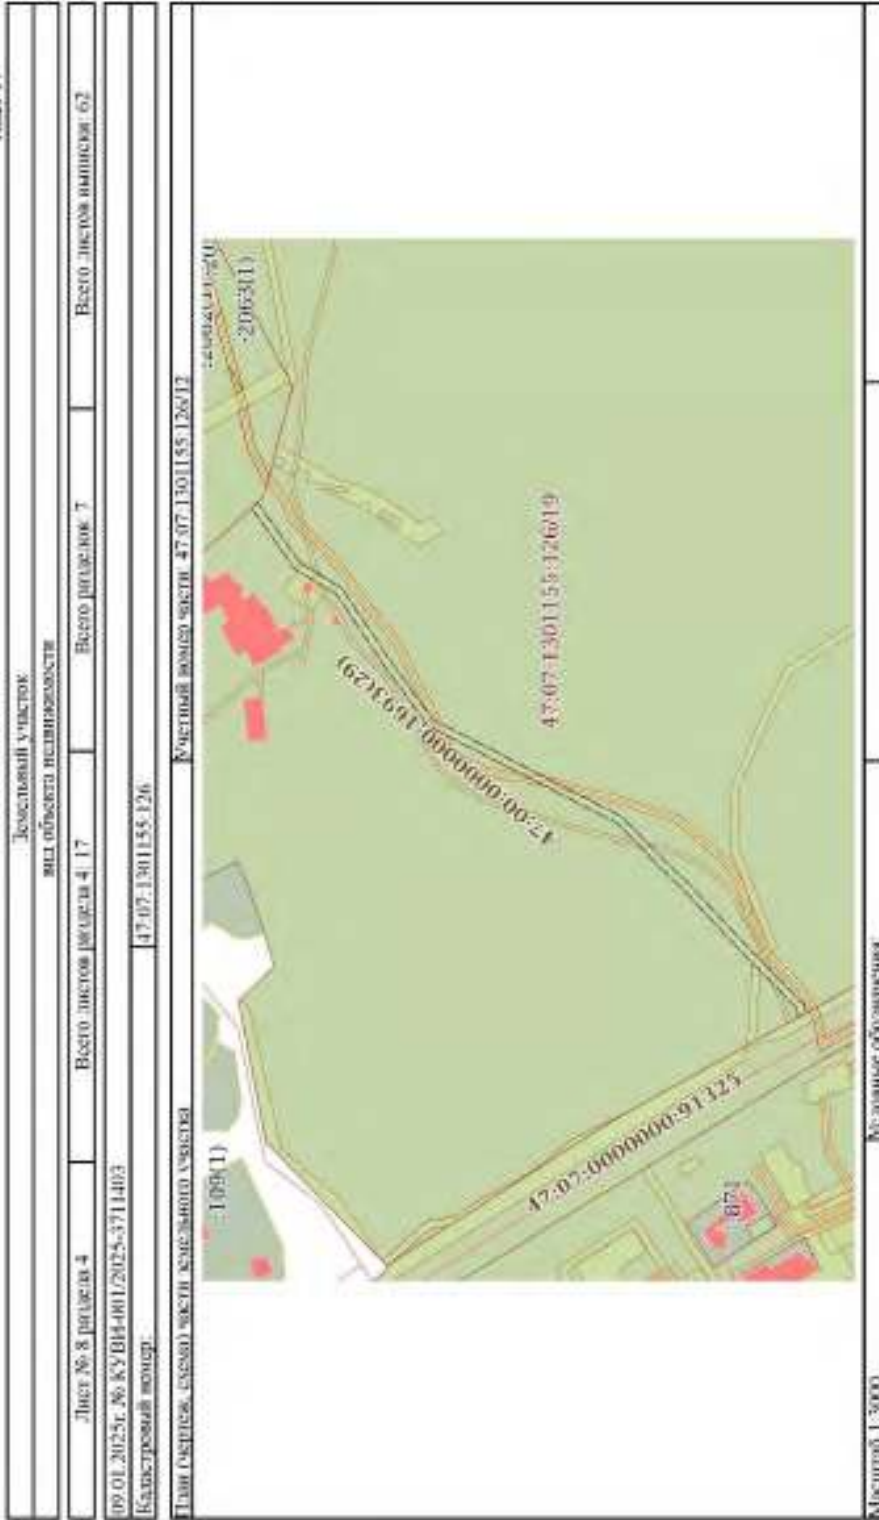 Земельный участок
вид объекта недвижимости
Лист № 8 раздела 4 Всего листов раздела 4: 17 Всего разделов: 7 Всего листов выписки: 62
09.01.2025г. № КУВИ-001/2025-3711403
Кадастровый номер: 47:07:1301155:126
План (чертеж, схема) части земельного участка Учетный номер части: 47:07:1301155:126/12
:2063(1)
47:00:0000000:1693(29)
47:07:1301155:126/19
:109(1)
47:07:0000000:91325
:871
Масштаб 1:3000 Условные обозначения: